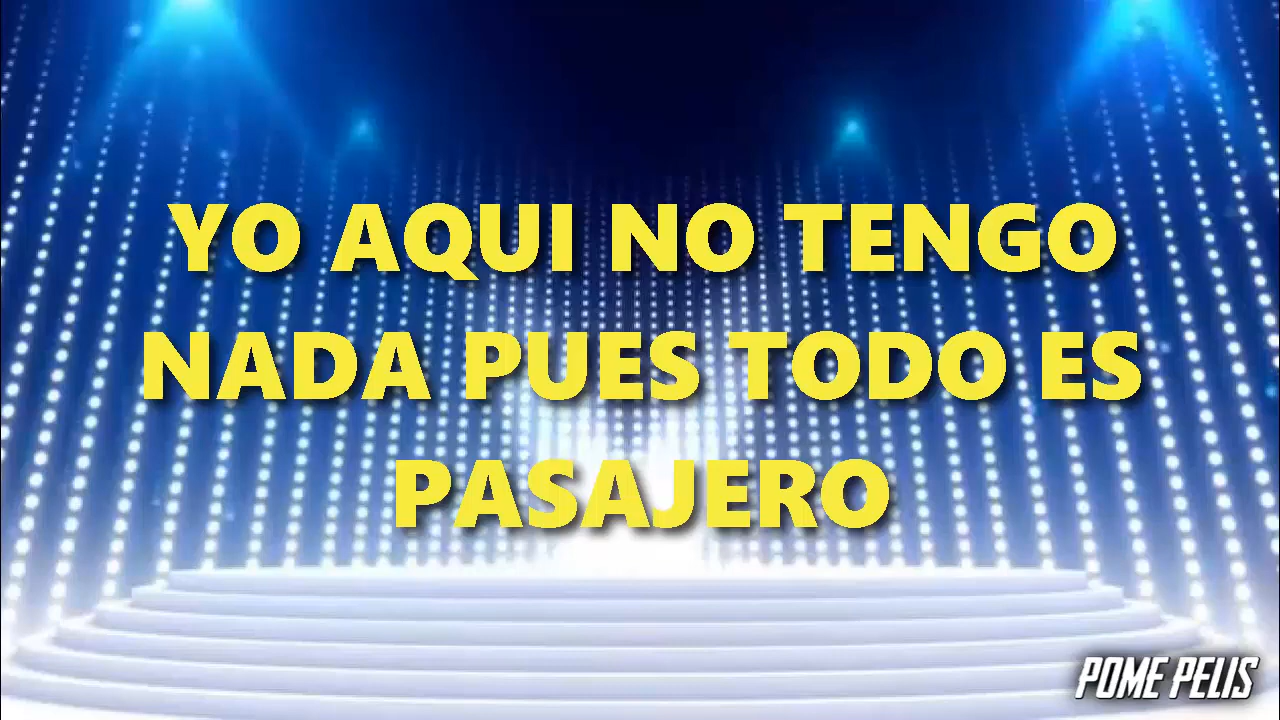 YO AQUI NO TENGO
NADA PUES TODO ES
PASAJERO
POME PELIS